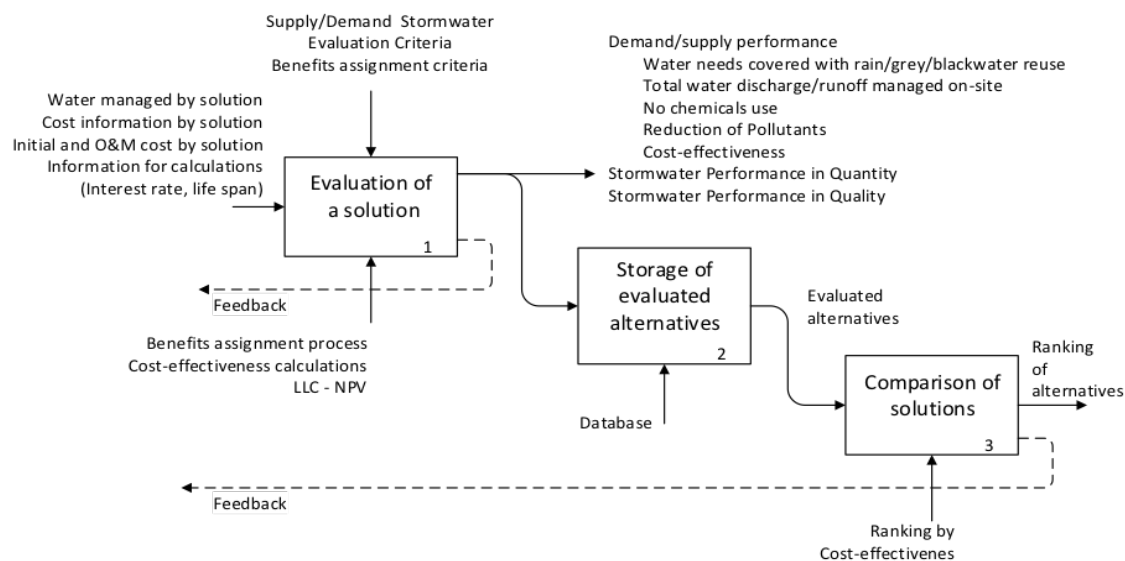 Supply/Demand Stormwater
Evaluation Criteria
Benefits assignment criteria
Water managed by solution
Cost information by solution
Initial and O&M cost by solution
Information for calculations
(Interest rate, life span)
Demand/supply performance
Water needs covered with rain/grey/blackwater reuse
Total water discharge/runoff managed on-site
No chemicals use
Reduction of Pollutants
Cost-effectiveness
Stormwater Performance in Quantity
Stormwater Performance in Quality
Evaluation of
a solution
1
Feedback
Benefits assignment process
Cost-effectiveness calculations
LLC - NPV
Storage of
evaluated
alternatives
2
Database
Evaluated
alternatives
Comparison of
solutions
3
Ranking
of
alternatives
Feedback
Ranking by
Cost-effectivenes